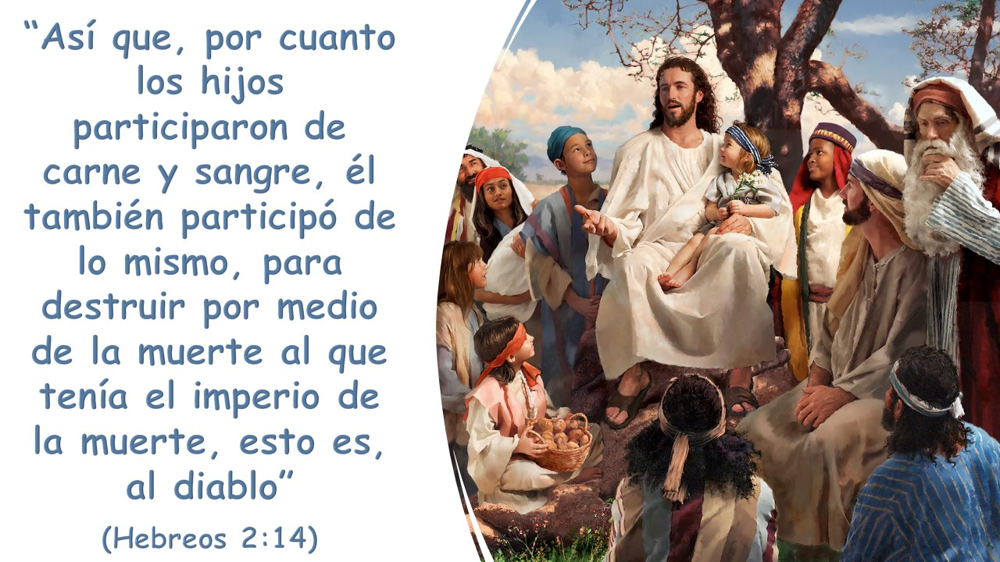 “Así que, por cuanto
los hijos
participaron de
carne y sangre, él
también participó de
lo mismo, para
destruir por medio
de la muerte al que
tenía el imperio de
la muerte, esto es,
al diablo”
(Hebreos 2:14)